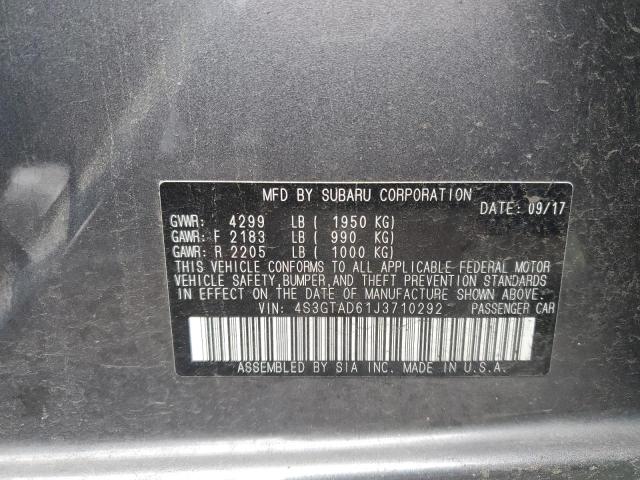 MFD BY SUBARU CORPORATION
DATE: 09/17
GVWR: 4299 LB ( 1950 KG)
GAWR: F 2183 LB ( 990 KG)
GAWR: R 2205 LB ( 1000 KG)
THIS VEHICLE CONFORMS TO ALL APPLICABLE FEDERAL MOTOR
VEHICLE SAFETY, BUMPER, AND THEFT PREVENTION STANDARDS
IN EFFECT ON THE DATE OF MANUFACTURE SHOWN ABOVE.
VIN: 4S3GTAD61J3710292 PASSENGER CAR
ASSEMBLED BY SIA INC. MADE IN U.S.A.